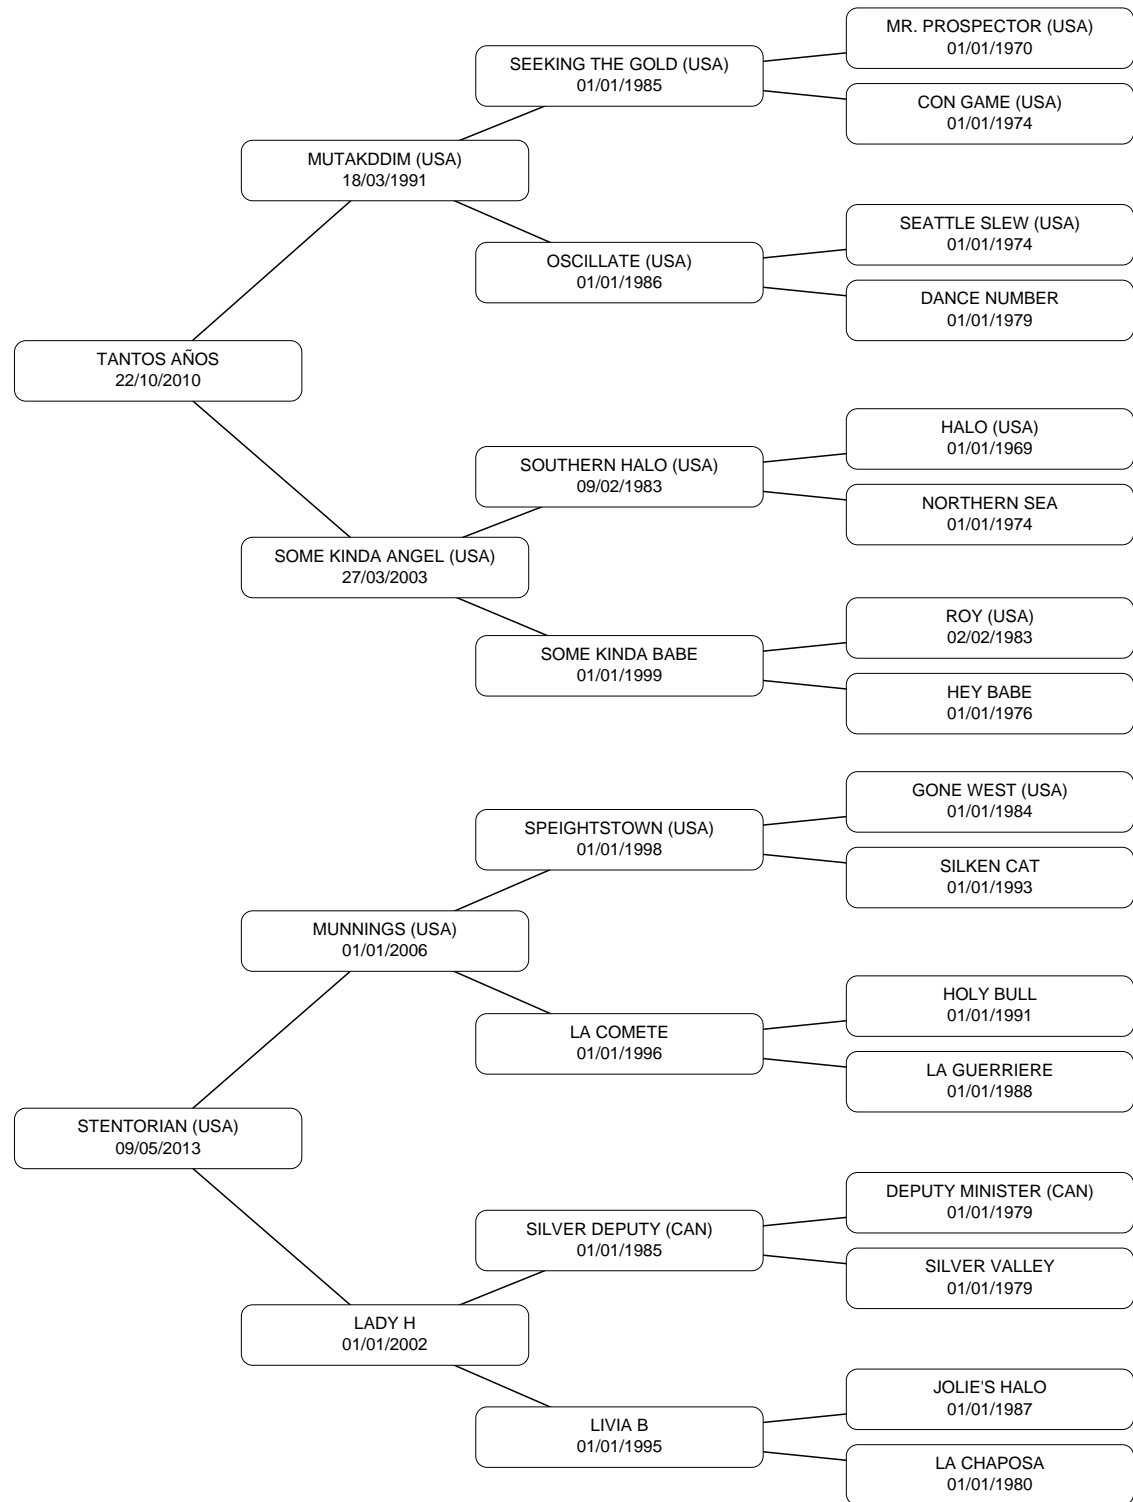 MR. PROSPECTOR (USA)
01/01/1970
SEEKING THE GOLD (USA)
01/01/1985
CON GAME (USA)
01/01/1974
MUTAKDDIM (USA)
18/03/1991
SEATTLE SLEW (USA)
01/01/1974
OSCILLATE (USA)
01/01/1986
DANCE NUMBER
01/01/1979
TANTOS AÑOS
22/10/2010
HALO (USA)
01/01/1969
SOUTHERN HALO (USA)
09/02/1983
NORTHERN SEA
01/01/1974
SOME KINDA ANGEL (USA)
27/03/2003
ROY (USA)
02/02/1983
SOME KINDA BABE
01/01/1999
HEY BABE
01/01/1976
GONE WEST (USA)
01/01/1984
SPEIGHTSTOWN (USA)
01/01/1998
SILKEN CAT
01/01/1993
MUNNINGS (USA)
01/01/2006
HOLY BULL
01/01/1991
LA COMETE
01/01/1996
LA GUERRIERE
01/01/1988
STENTORIAN (USA)
09/05/2013
DEPUTY MINISTER (CAN)
01/01/1979
SILVER DEPUTY (CAN)
01/01/1985
SILVER VALLEY
01/01/1979
LADY H
01/01/2002
JOLIE'S HALO
01/01/1987
LIVIA B
01/01/1995
LA CHAPOSA
01/01/1980